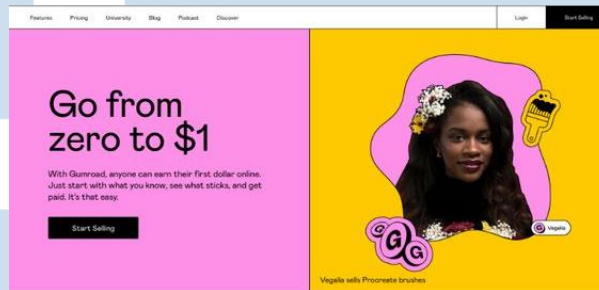 Features Pricing University Blog Podcast Discover Login Start Selling
Go from
zero to $1
With Gumroad, anyone can earn their first dollar online.
Just start with what you know, see what sticks, and get
paid. It's that easy.
Start Selling
G G G
G Vegalia
Vegalia sells Procreate brushes